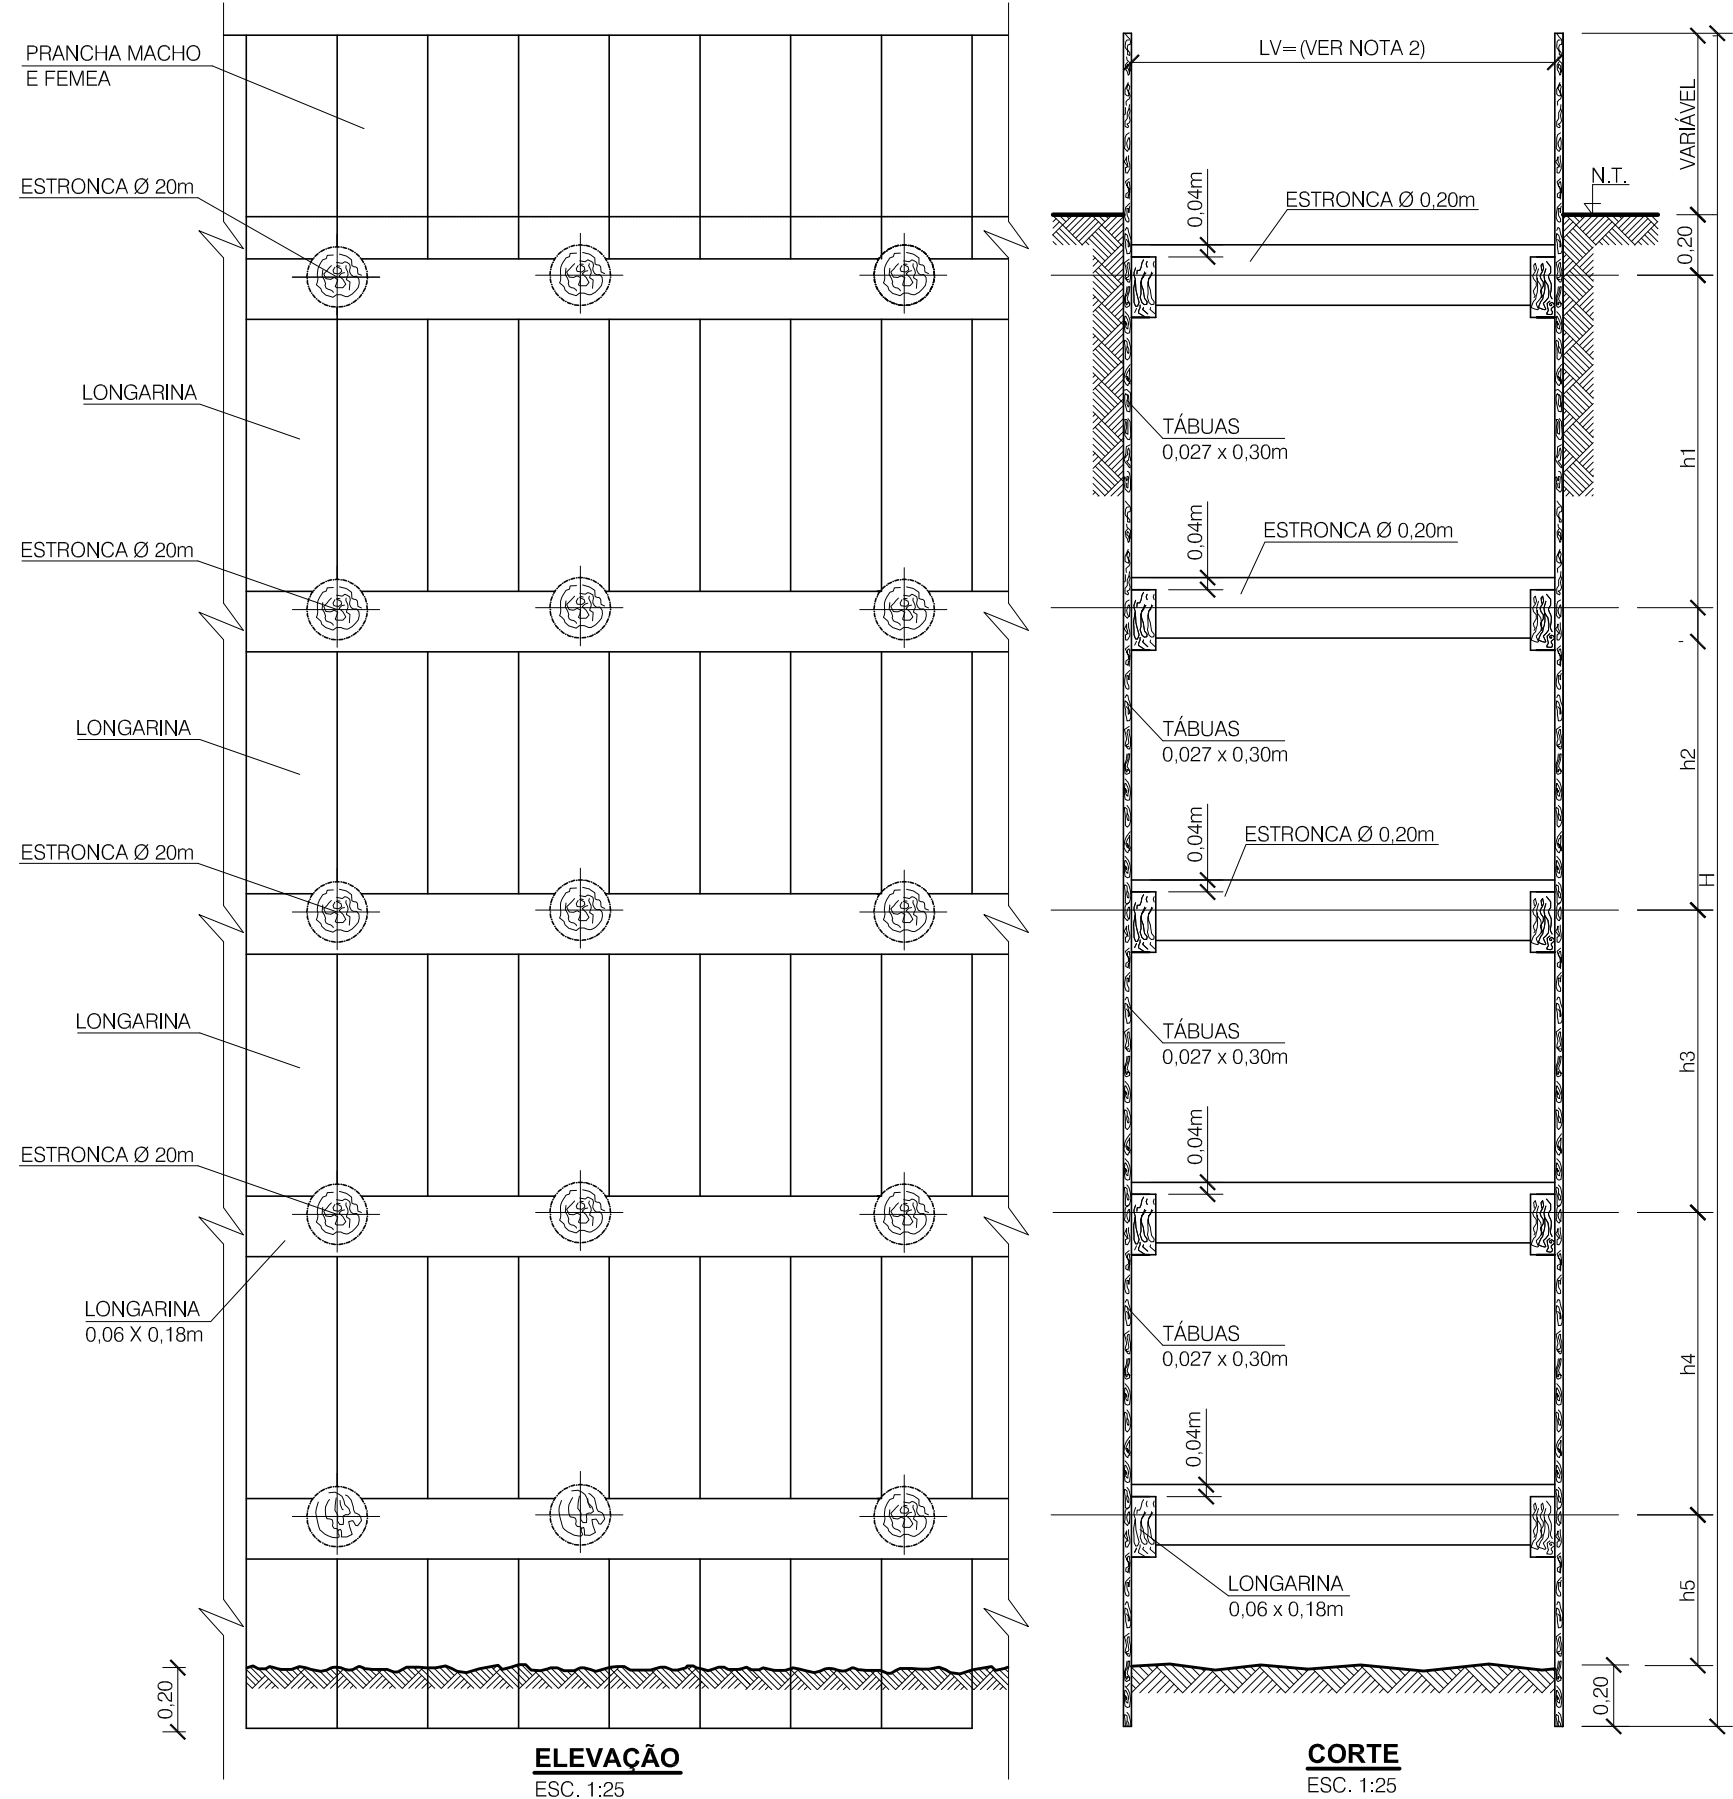 PRANCHA MACHO
E FEMEA
ESTRONCA Ø 20m
LONGARINA
ESTRONCA Ø 20m
LONGARINA
ESTRONCA Ø 20m
LONGARINA
ESTRONCA Ø 20m
LONGARINA
0,06 X 0,18m
0,20
ELEVAÇÃO
ESC. 1:25
LV=(VER NOTA 2)
VARIÁVEL
N.T.
0,04m
ESTRONCA Ø 0,20m
0,20
TÁBUAS
0,027 x 0,30m
h1
0,04m
ESTRONCA Ø 0,20m
TÁBUAS
0,027 x 0,30m
h2
0,04m
ESTRONCA Ø 0,20m
H
TÁBUAS
0,027 x 0,30m
h3
0,04m
TÁBUAS
0,027 x 0,30m
h4
0,04m
LONGARINA
0,06 x 0,18m
h5
0,20
CORTE
ESC. 1:25